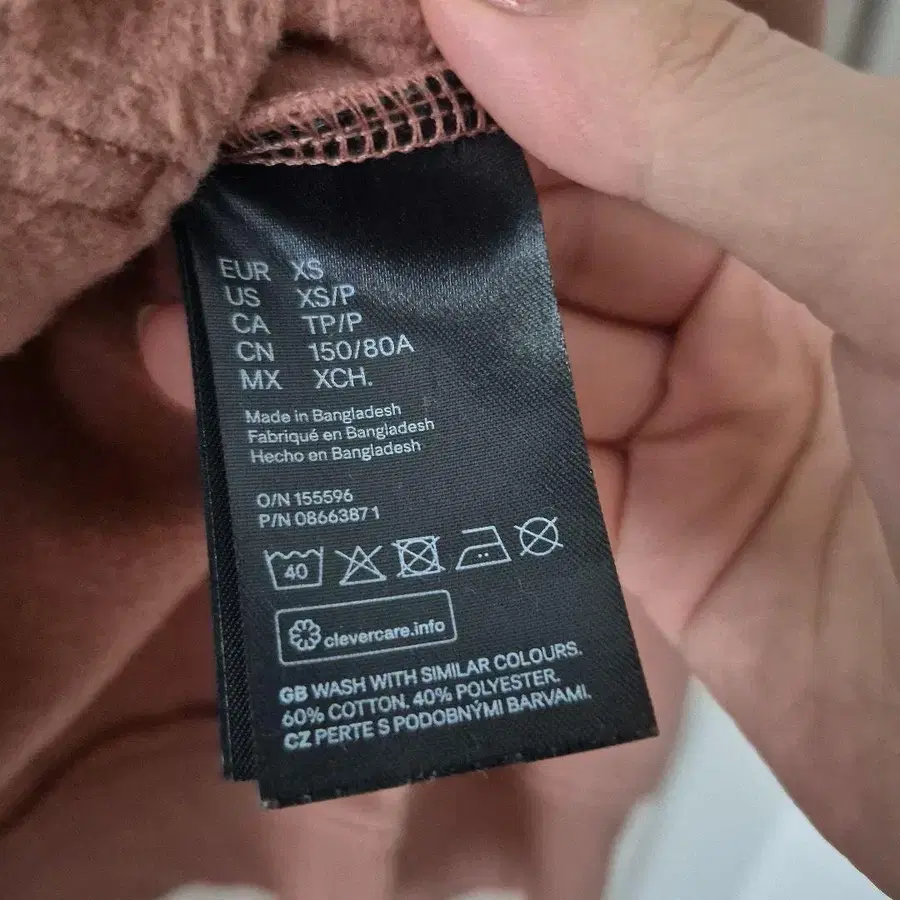 EUR XS
US XS/P
CA TP/P
CN 150/80A
MX XCH.
Made in Bangladesh
Fabriqué en Bangladesh
Hecho en Bangladesh
O/N 155596
P/N 08663871
40
clevercare.info
GB WASH WITH SIMILAR COLOURS.
60% COTTON, 40% POLYESTER.
CZ PERTE S PODOBNÝMI BARVAMI.